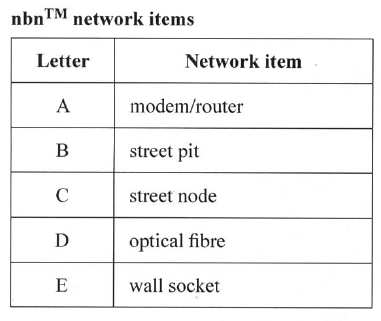 nbn™ network items
Letter Network item
A modem/router
B street pit
C street node
D optical fibre
E wall socket